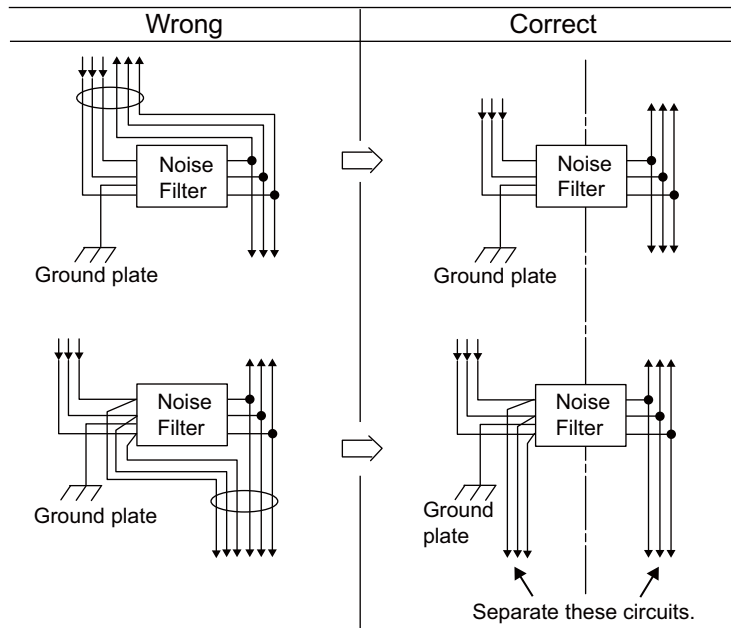 Wrong
Correct
Noise
Filter
Ground plate
Noise
Filter
Ground plate
Noise
Filter
Ground plate
Noise
Filter
Ground
plate
Separate these circuits.